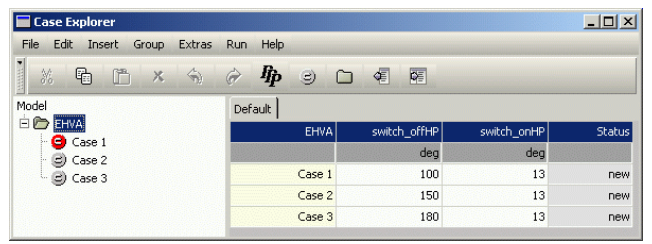 Case Explorer
File Edit Insert Group Extras Run Help
Model
EHVA
Case 1
Case 2
Case 3
Default
EHVA switch_offHP switch_onHP Status
deg deg
Case 1 100 13 new
Case 2 150 13 new
Case 3 180 13 new